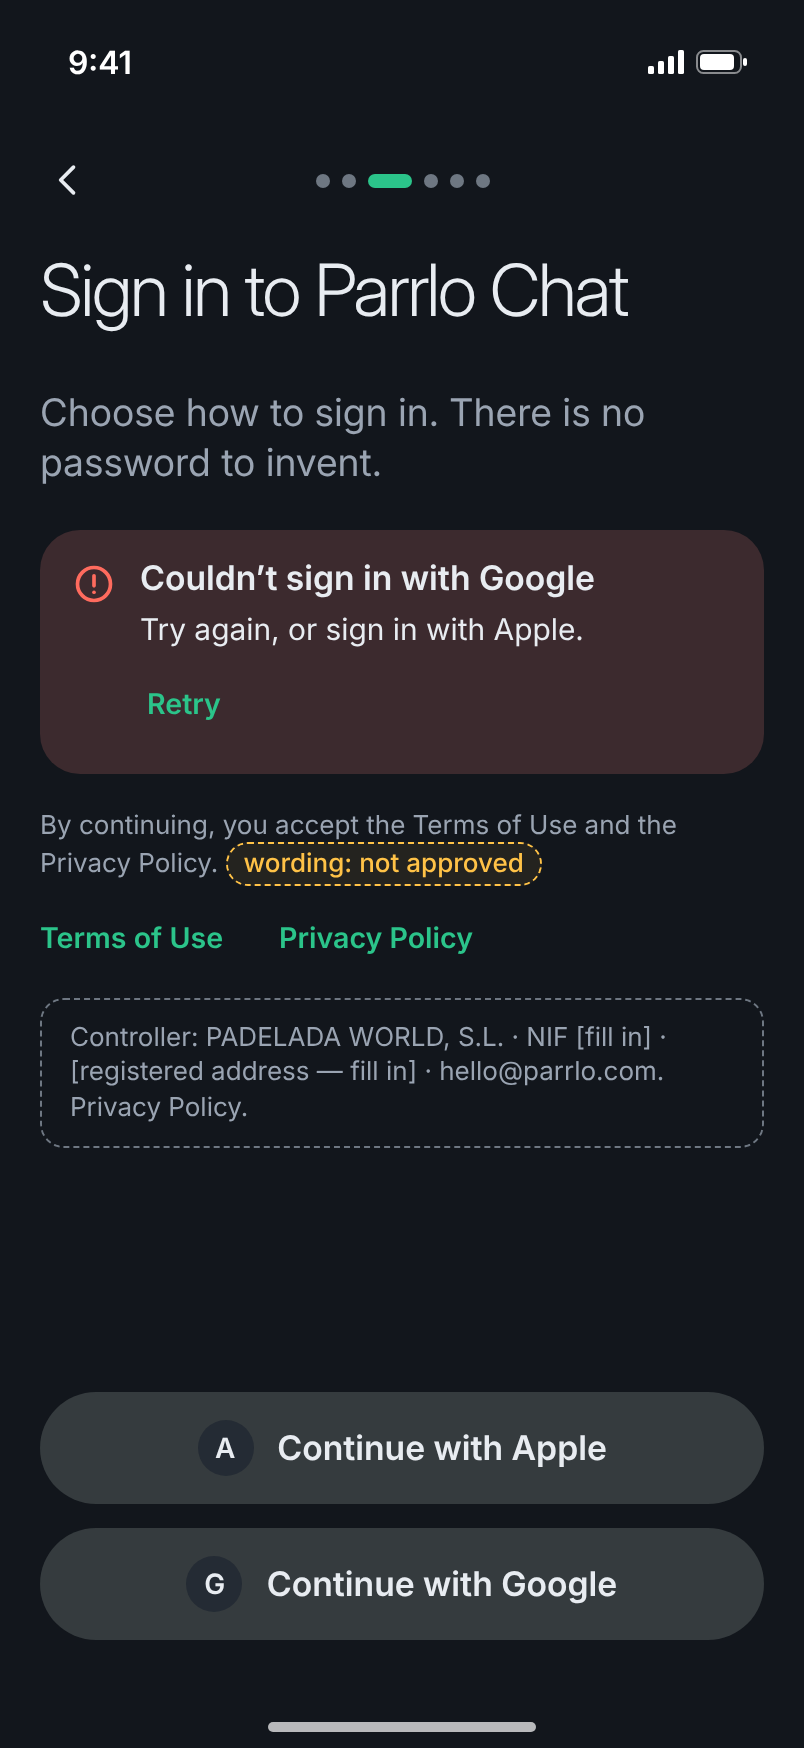 9:41
Sign in to Parrlo Chat
Choose how to sign in. There is no
password to invent.
Couldn’t sign in with Google
Try again, or sign in with Apple.
Retry
By continuing, you accept the Terms of Use and the
Privacy Policy. wording: not approved
Terms of Use Privacy Policy
Controller: PADELADA WORLD, S.L. · NIF [fill in] ·
[registered address — fill in] · hello@parrlo.com.
Privacy Policy.
A Continue with Apple
G Continue with Google